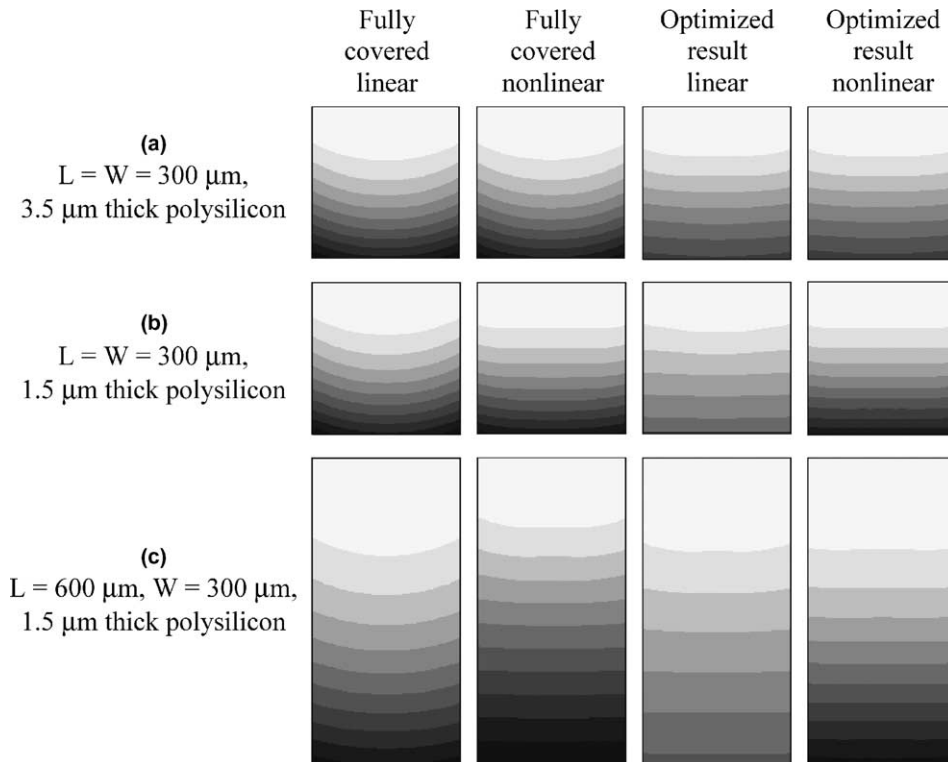 Fully covered linear
Fully covered nonlinear
Optimized result linear
Optimized result nonlinear
(a)
L = W = 300 µm,
3.5 µm thick polysilicon
(b)
L = W = 300 µm,
1.5 µm thick polysilicon
(c)
L = 600 µm, W = 300 µm,
1.5 µm thick polysilicon